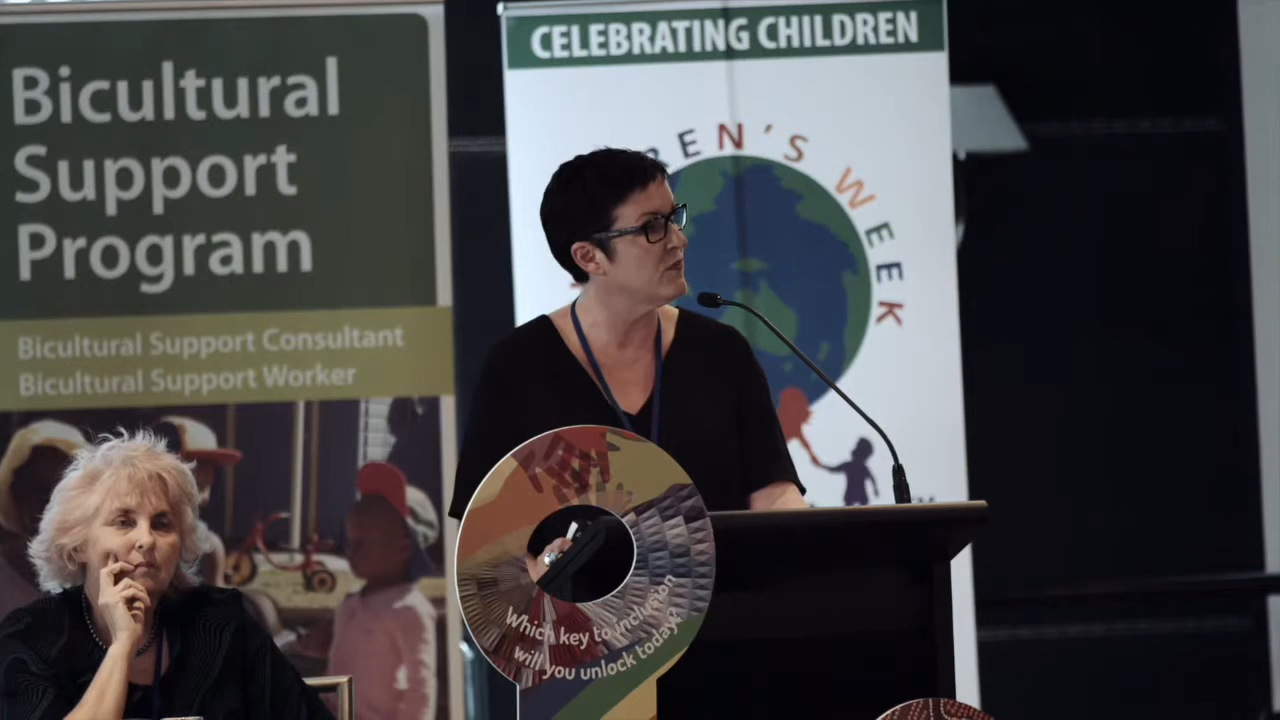 Bicultural
Support
Program
Bicultural Support Consultant
Bicultural Support Worker
CELEBRATING CHILDREN
REN'S WEEK
Which key to inclusion
will you unlock today?